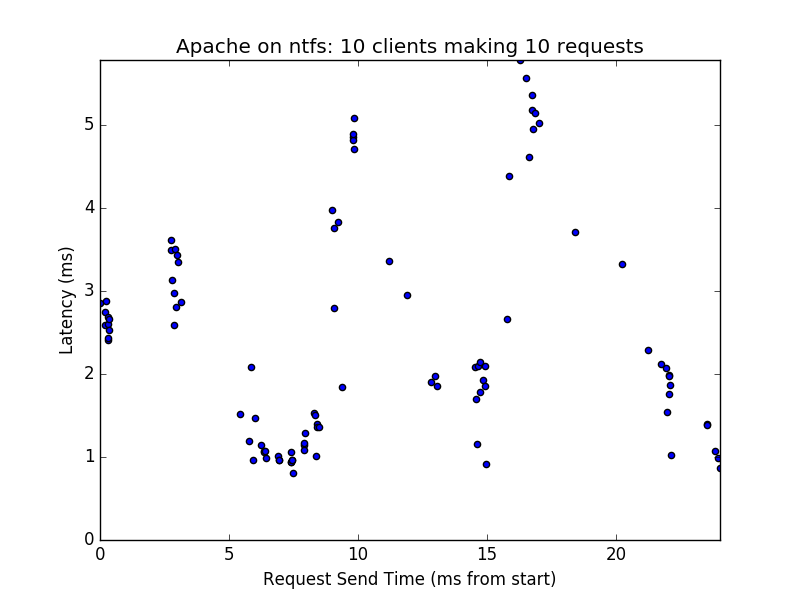 Apache on ntfs: 10 clients making 10 requests
5
4
3
2
1
0
Latency (ms)
0 5 10 15 20
Request Send Time (ms from start)